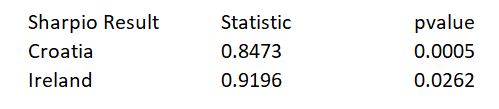 Sharpio Result Statistic pvalue
Croatia 0.8473 0.0005
Ireland 0.9196 0.0262